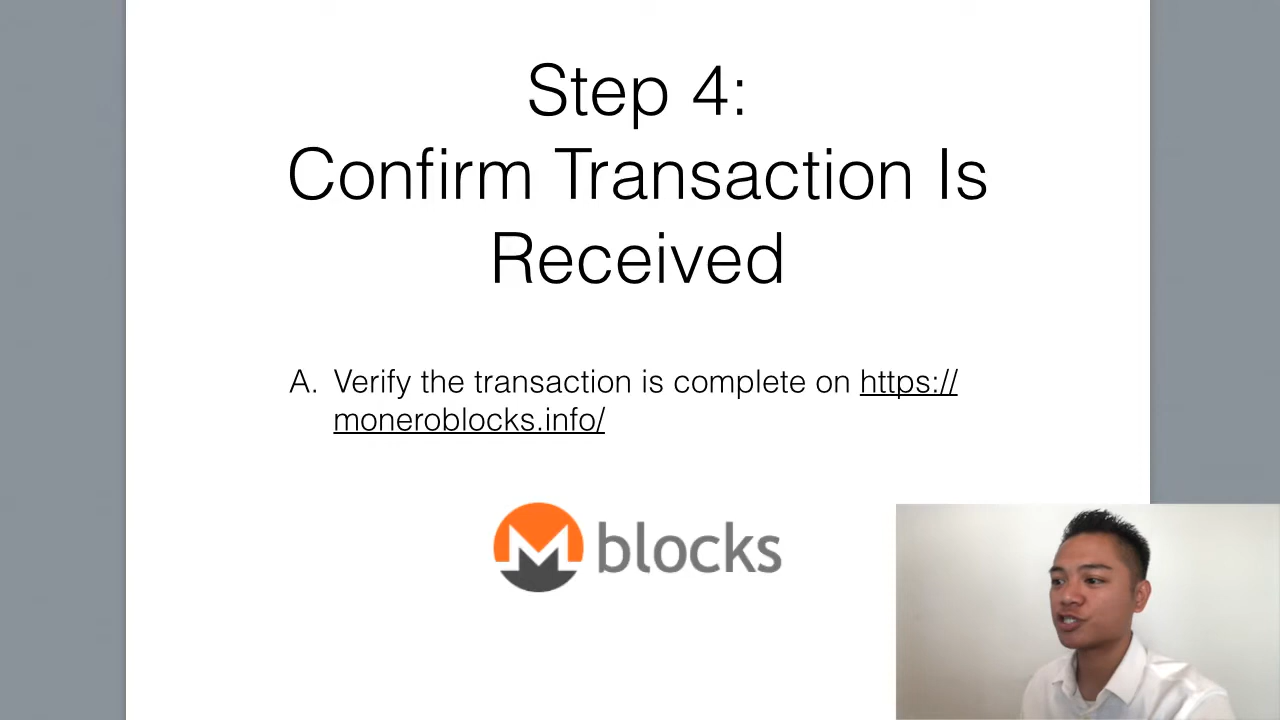 Step 4:
Confirm Transaction Is
Received
A. Verify the transaction is complete on https://
moneroblocks.info/
blocks